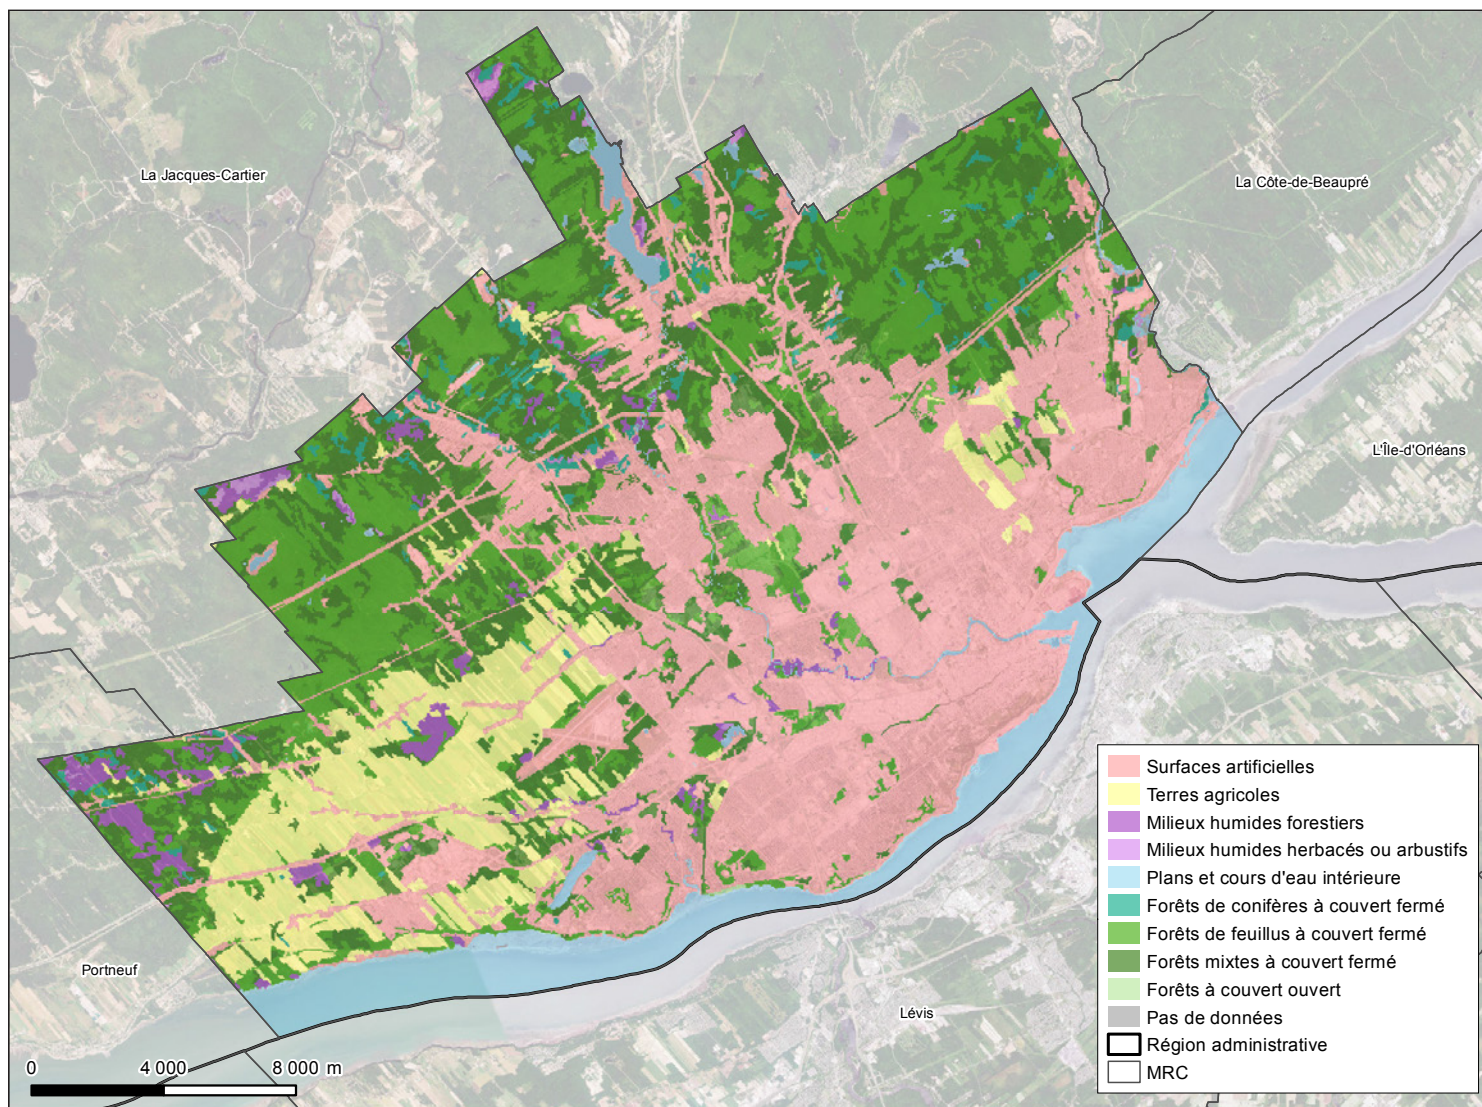 La Jacques-Cartier
La Côte-de-Beaupré
L'Île-d'Orléans
Portneuf
Lévis
0 4 000 8 000 m
Surfaces artificielles
Terres agricoles
Milieux humides forestiers
Milieux humides herbacés ou arbustifs
Plans et cours d'eau intérieure
Forêts de conifères à couvert fermé
Forêts de feuillus à couvert fermé
Forêts mixtes à couvert fermé
Forêts à couvert ouvert
Pas de données
Région administrative
MRC